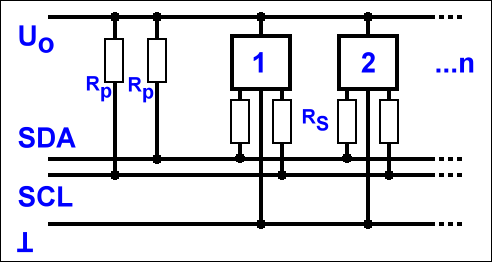 Uo
Rp
Rp
1
2
...n
RS
SDA
SCL
⊥